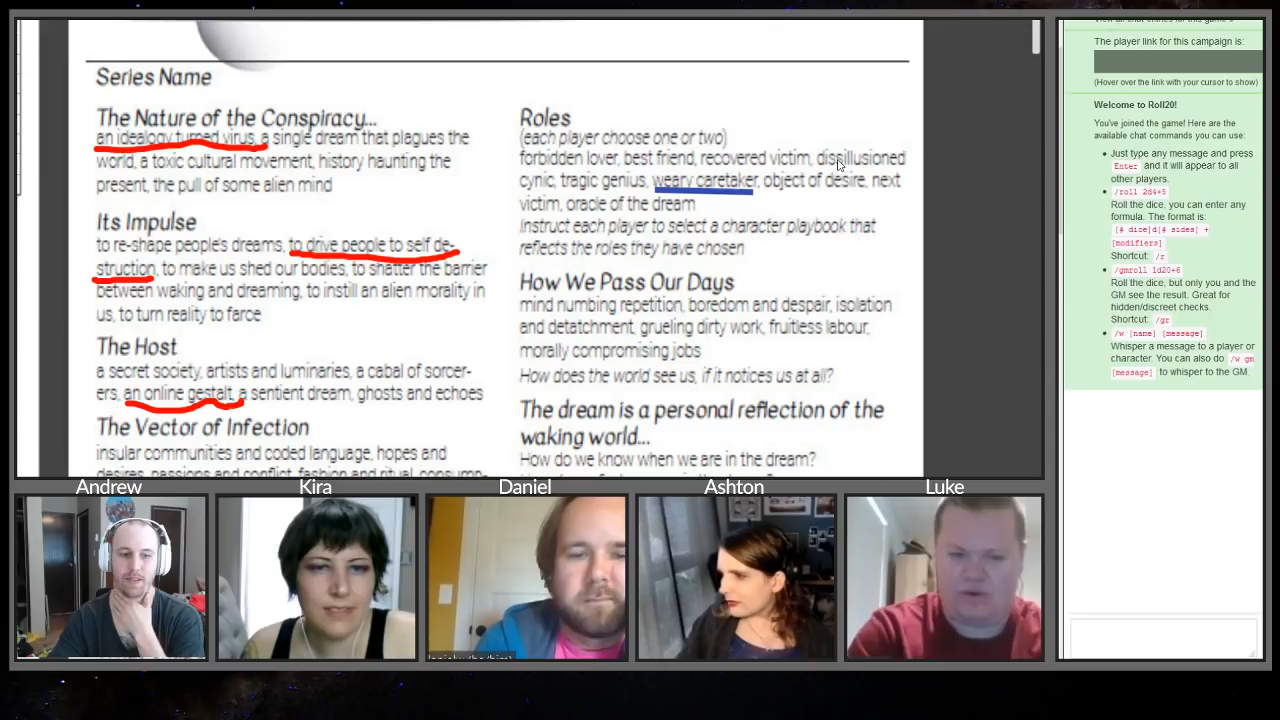 Series Name
The Nature of the Conspiracy...
an idealogy turned virus, a single dream that plagues the
world, a toxic cultural movement, history haunting the
present, the pull of some alien mind
Its Impulse
to re-shape people's dreams, to drive people to self de-
struction, to make us shed our bodies, to shatter the barrier
between waking and dreaming, to instill an alien morality in
us, to turn reality to farce
The Host
a secret society, artists and luminaries, a cabal of sorcer-
ers, an online gestalt, a sentient dream, ghosts and echoes
The Vector of Infection
insular communities and coded language, hopes and
desires, passions and conflict, fashion and ritual, consump-
Roles
(each player choose one or two)
forbidden lover, best friend, recovered victim, dissillusioned
cynic, tragic genius, weary caretaker, object of desire, next
victim, oracle of the dream
Instruct each player to select a character playbook that
reflects the roles they have chosen
How We Pass Our Days
mind numbing repetition, boredom and despair, isolation
and detatchment, grueling dirty work, fruitless labour,
morally compromising jobs
How does the world see us, if it notices us at all?
The dream is a personal reflection of the
waking world...
How do we know when we are in the dream?
The player link for this campaign is:
(Hover over the link with your cursor to show)
Welcome to Roll20!
You've joined the game! Here are the
available chat commands you can use:
Just type any message and press
Enter and it will appear to all
other players.
/roll 2d4+5
Roll the dice, you can enter any
formula. The format is:
[# dice]d[# sides] +
[modifiers]
Shortcut: /r
/gmroll 1d20+6
Roll the dice, but only you and the
GM see the result. Great for
hidden/discreet checks.
Shortcut: /gr
/w [name] [message]
Whisper a message to a player or
character. You can also do /w gm
[message] to whisper to the GM.
Andrew
Kira
Daniel
Ashton
Luke